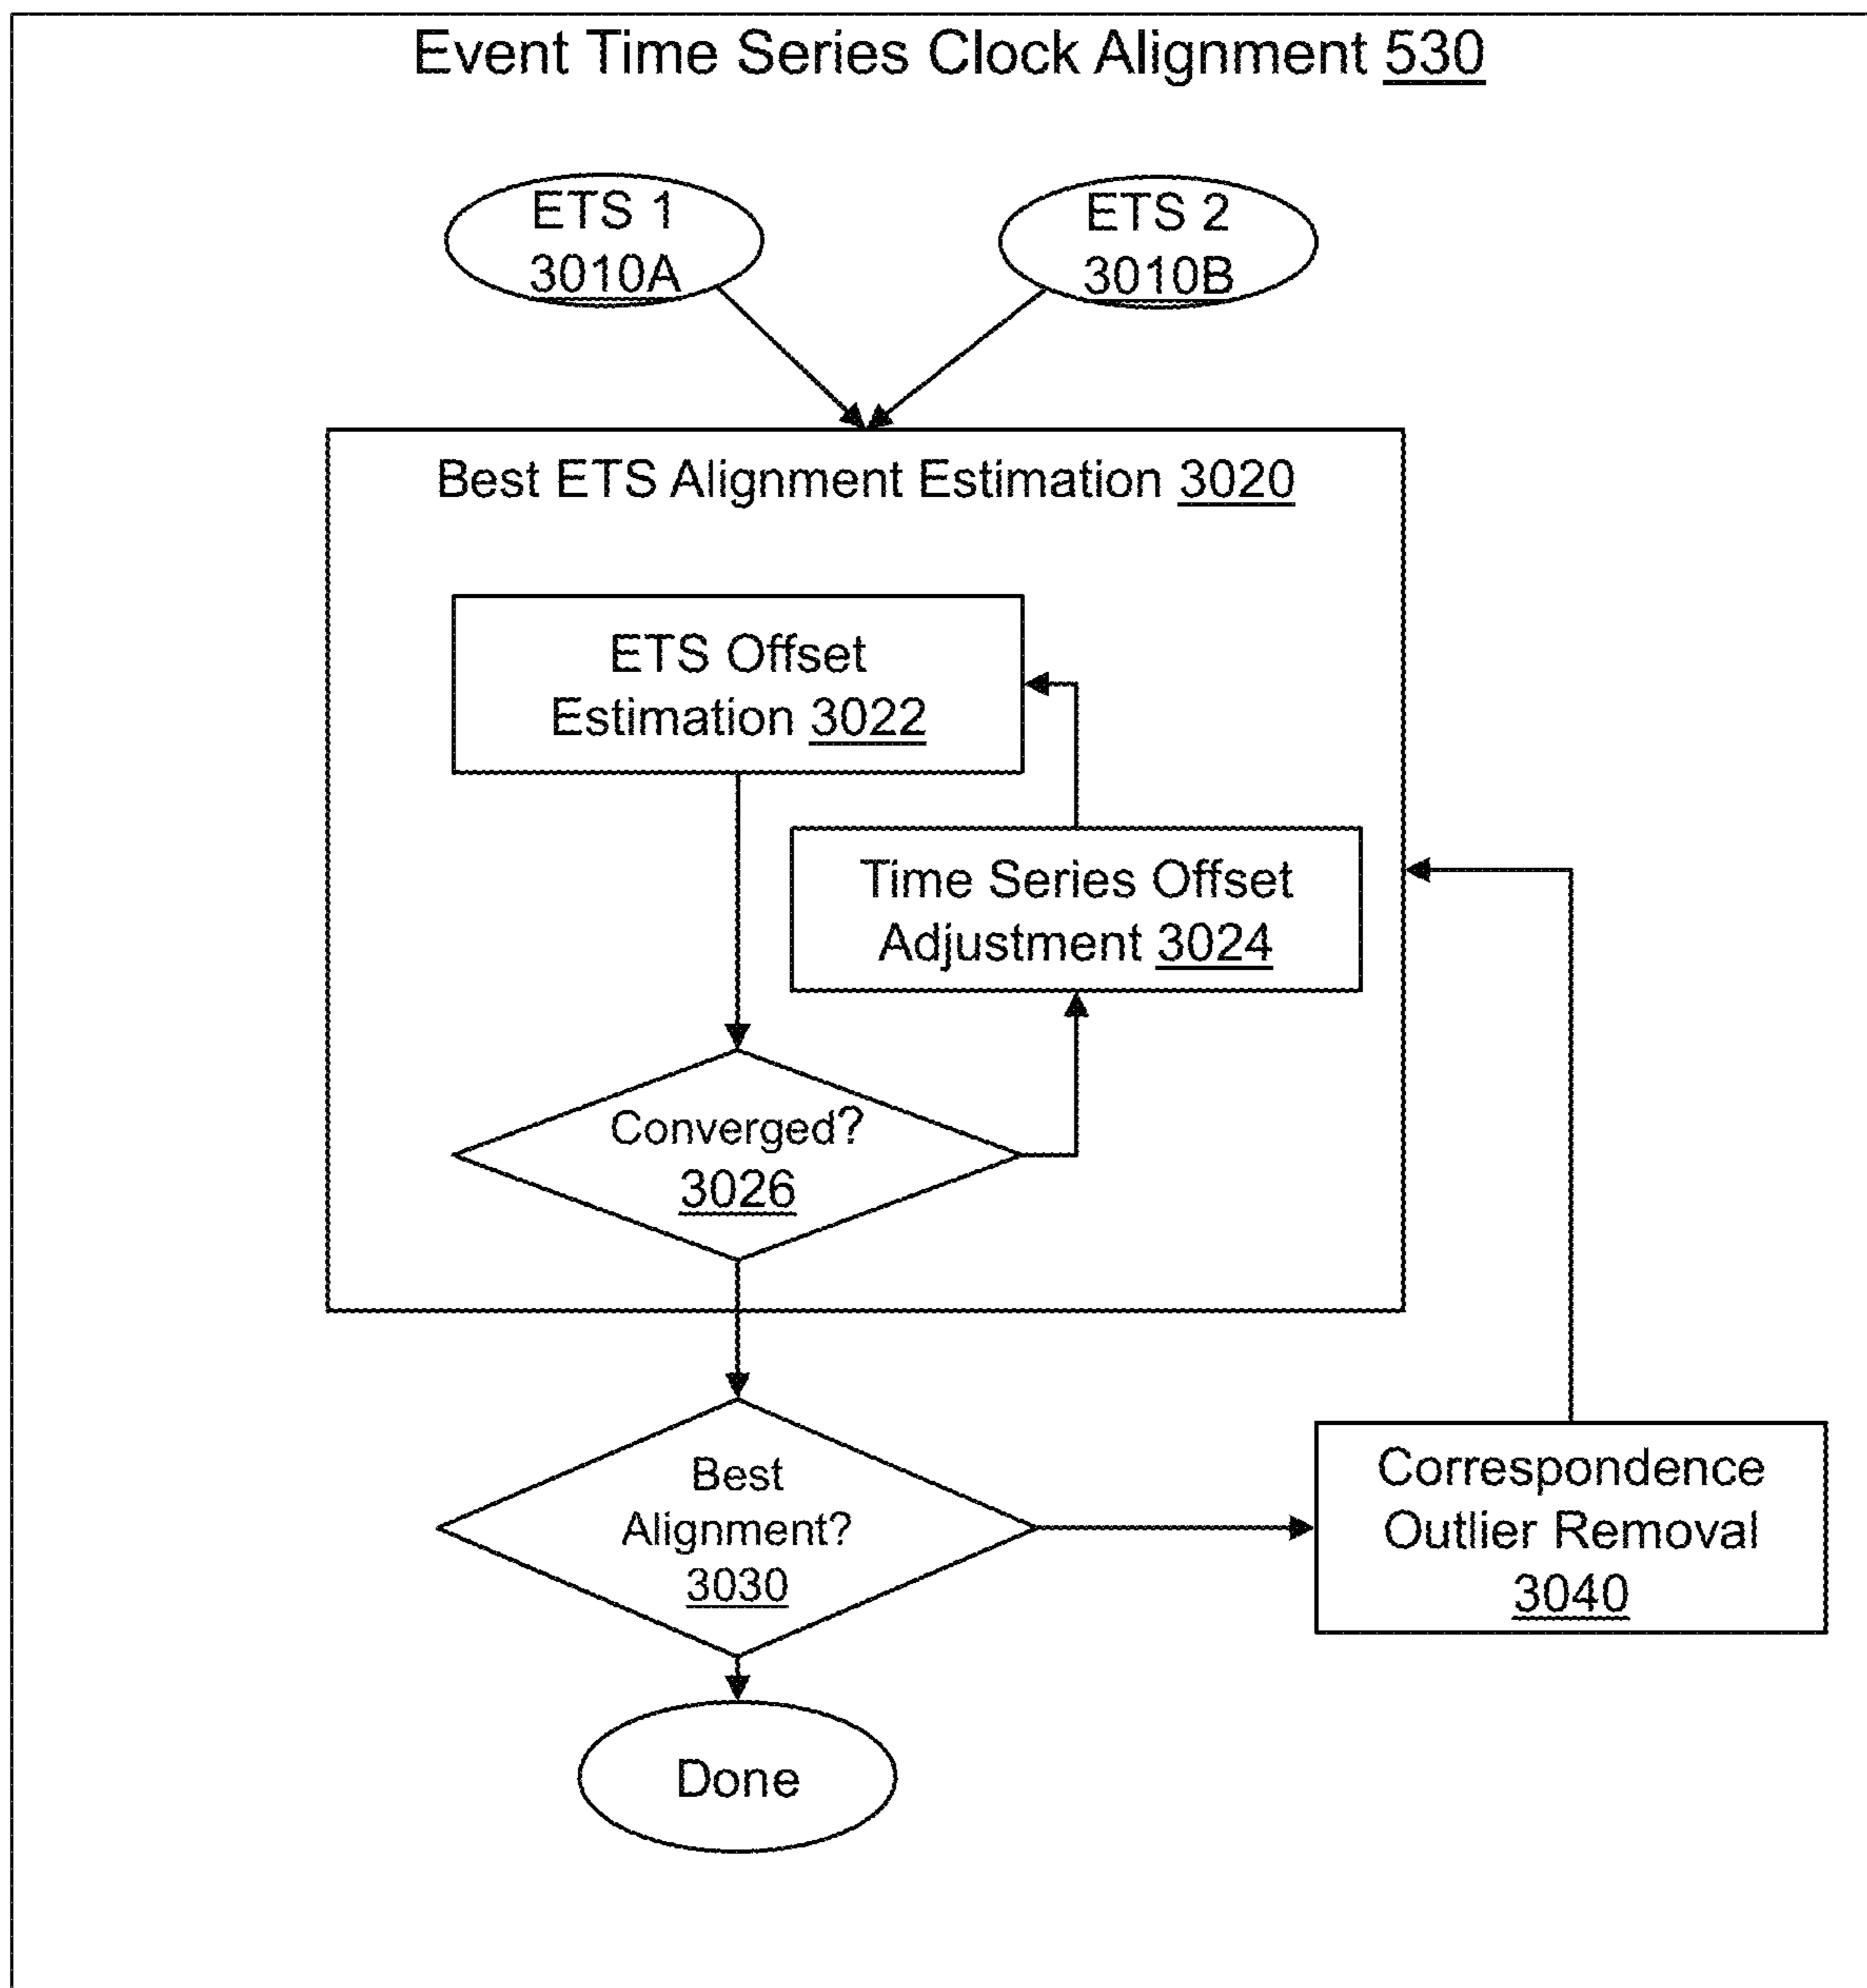 Event Time Series Clock Alignment 530
ETS 1
3010A
ETS 2
3010B
Best ETS Alignment Estimation 3020
ETS Offset
Estimation 3022
Time Series Offset
Adjustment 3024
Converged?
3026
Best
Alignment?
3030
Correspondence
Outlier Removal
3040
Done